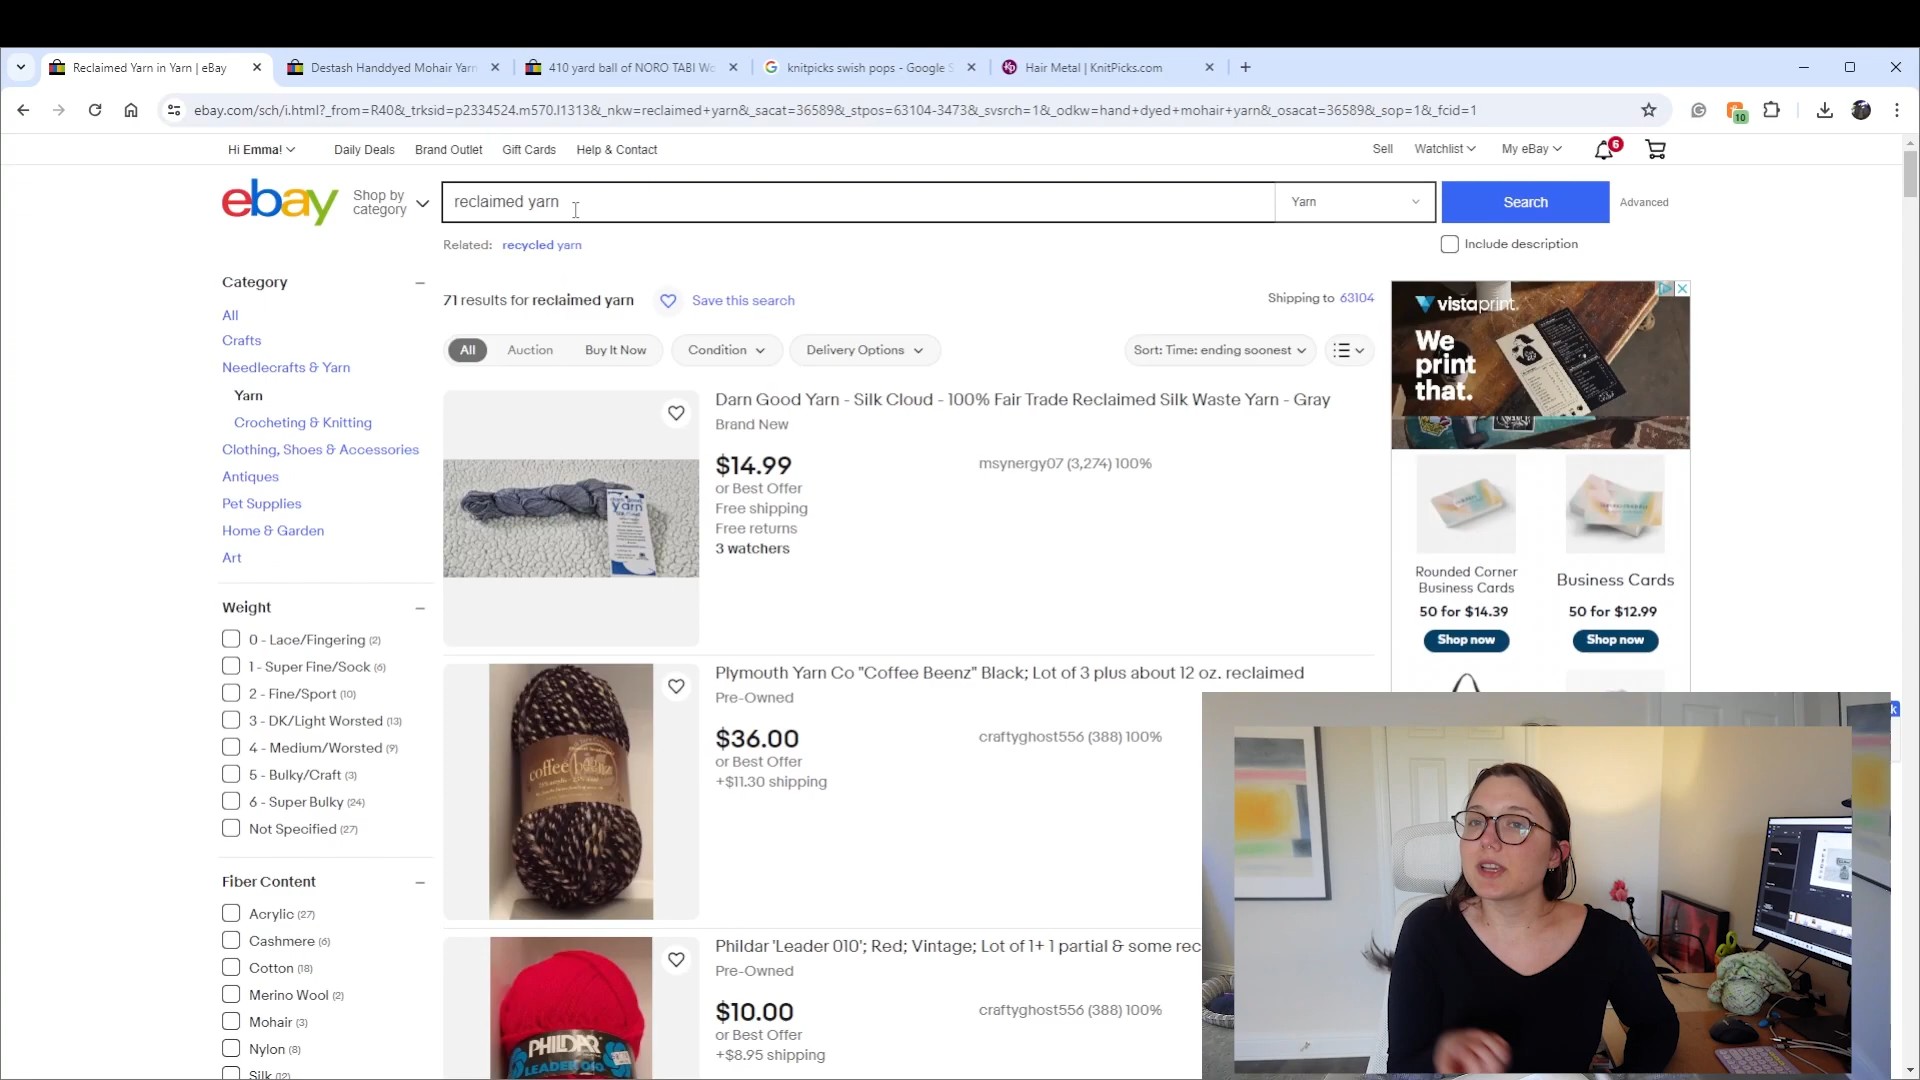 Reclaimed Yarn in Yarn | eBay
Destash Handdyed Mohair Yarn
410 yard ball of NORO TABI Wo
knitpicks swish pops - Google S
Hair Metal | KnitPicks.com
ebay.com/sch/i.html?_from=R40&_trksid=p2334524.m570.l1313&_nkw=reclaimed+yarn&_sacat=36589&_stpos=63104-3473&_svsrch=1&_odkw=hand+dyed+mohair+yarn&_osacat=36589&_sop=1&_fcid=1
10
Hi Emma!
Daily Deals
Brand Outlet
Gift Cards
Help & Contact
Sell
Watchlist
My eBay
6
ebay
Shop by
category
reclaimed yarn
Yarn
Search
Advanced
Related: recycled yarn
Include description
Category
All
Crafts
Needlecrafts & Yarn
Yarn
Crocheting & Knitting
Clothing, Shoes & Accessories
Antiques
Pet Supplies
Home & Garden
Art
Weight
0 - Lace/Fingering (2)
1 - Super Fine/Sock (6)
2 - Fine/Sport (10)
3 - DK/Light Worsted (13)
4 - Medium/Worsted (9)
5 - Bulky/Craft (3)
6 - Super Bulky (24)
Not Specified (27)
Fiber Content
Acrylic (27)
Cashmere (6)
Cotton (18)
Merino Wool (2)
Mohair (3)
Nylon (8)
Silk (12)
71 results for reclaimed yarn
Save this search
Shipping to 63104
All
Auction
Buy It Now
Condition
Delivery Options
Sort: Time: ending soonest
Darn Good Yarn - Silk Cloud - 100% Fair Trade Reclaimed Silk Waste Yarn - Gray
Brand New
$14.99
msynergy07 (3,274) 100%
or Best Offer
Free shipping
Free returns
3 watchers
yarn
Plymouth Yarn Co "Coffee Beenz" Black; Lot of 3 plus about 12 oz. reclaimed
Pre-Owned
$36.00
craftyghost556 (388) 100%
or Best Offer
+$11.30 shipping
coffee beenz
Phildar 'Leader 010'; Red; Vintage; Lot of 1+ 1 partial & some rec
Pre-Owned
$10.00
craftyghost556 (388) 100%
or Best Offer
+$8.95 shipping
PHILDAR
LEADER 010
vistaprint.
We
print
that.
Rounded Corner
Business Cards
50 for $14.39
Shop now
Business Cards
50 for $12.99
Shop now
k